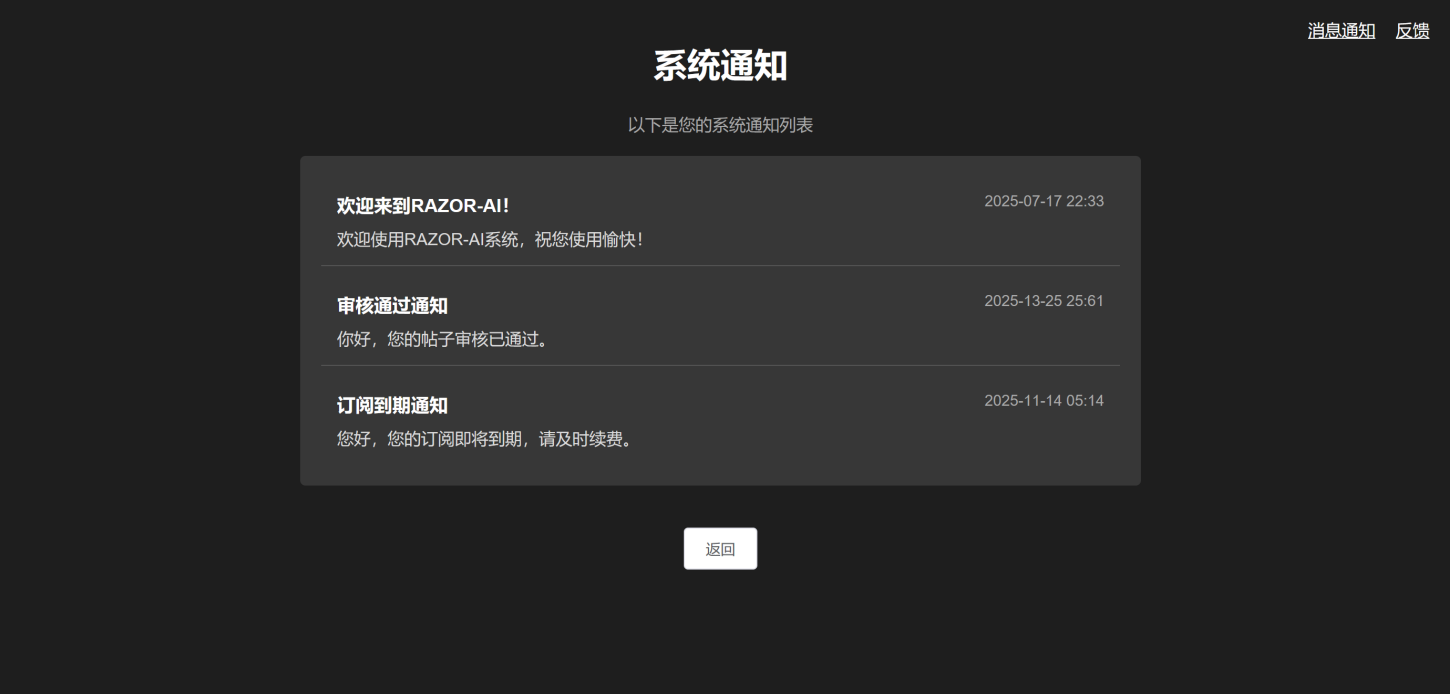 消息通知 反馈
系统通知
以下是您的系统通知列表
欢迎来到RAZOR-AI！ 2025-07-17 22:33
欢迎使用RAZOR-AI系统，祝您使用愉快！
审核通过通知 2025-13-25 25:61
你好，您的帖子审核已通过。
订阅到期通知 2025-11-14 05:14
您好，您的订阅即将到期，请及时续费。
返回